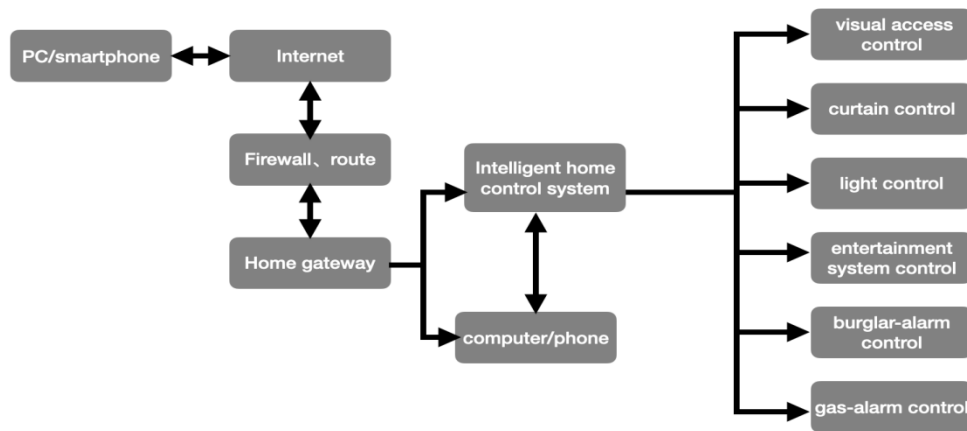 PC/smartphone
Internet
Firewall、route
Home gateway
Intelligent home
control system
computer/phone
visual access
control
curtain control
light control
entertainment
system control
burglar-alarm
control
gas-alarm control